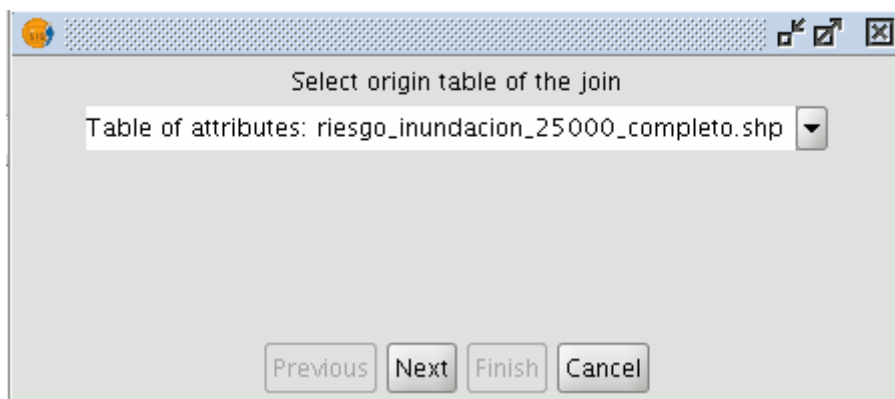 Select origin table of the join
Table of attributes: riesgo_inundacion_25000_completo.shp
Previous Next Finish Cancel